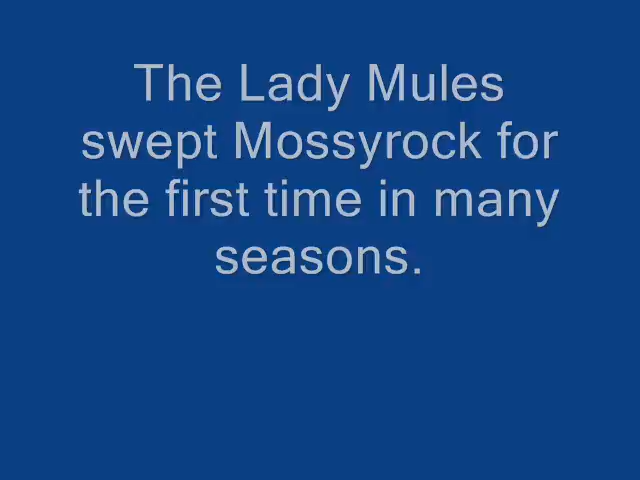 The Lady Mules
swept Mossyrock for
the first time in many
seasons.